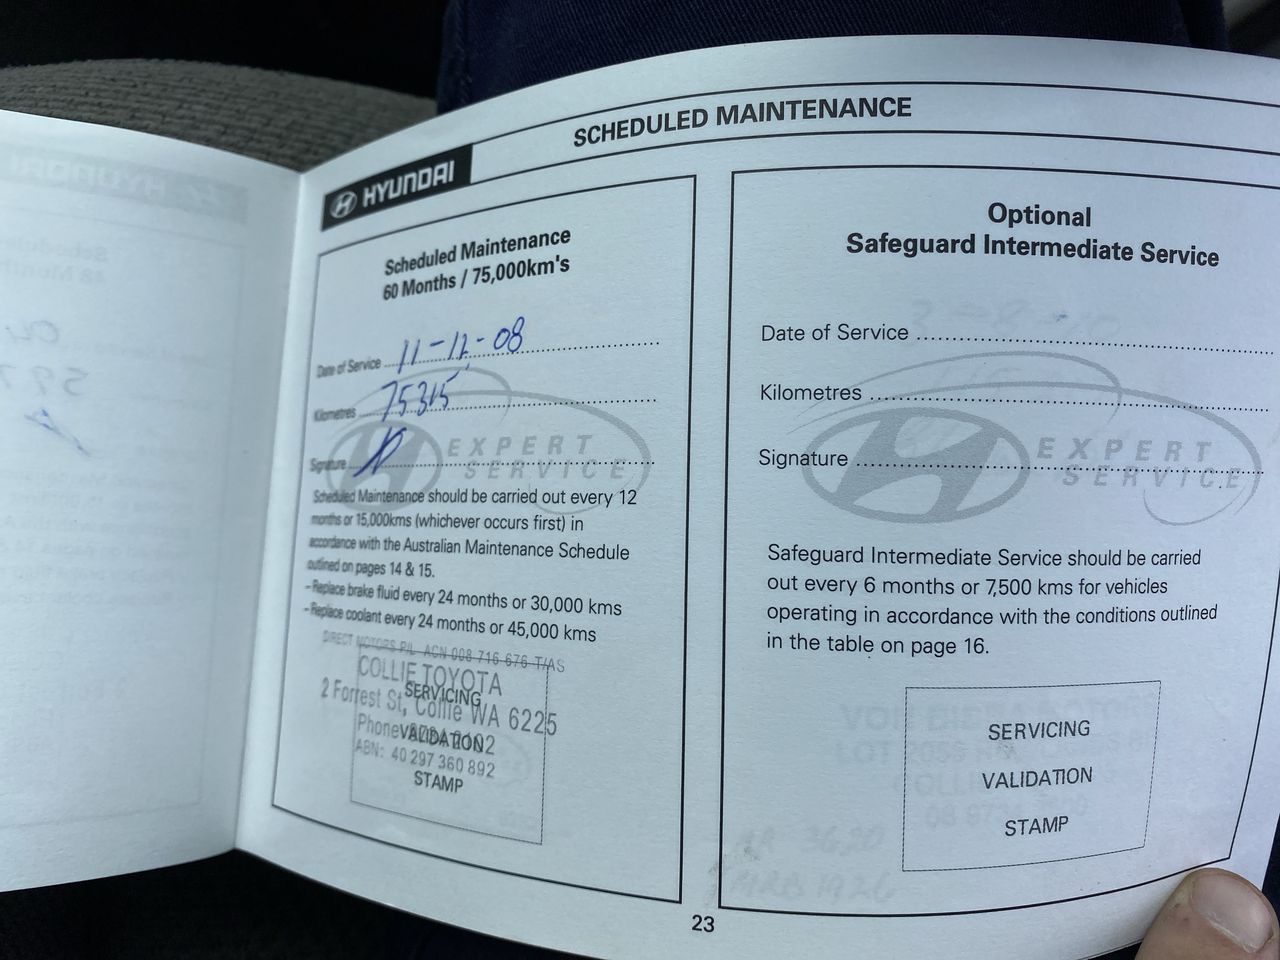 SCHEDULED MAINTENANCE
HYUNDAI
Scheduled Maintenance
60 Months / 75,000km's
Date of Service 11-12-08
Kilometres 75315
Signature
EXPERT
SERVICE
Scheduled Maintenance should be carried out every 12
months or 15,000kms (whichever occurs first) in
accordance with the Australian Maintenance Schedule
outlined on pages 14 & 15.
- Replace brake fluid every 24 months or 30,000 kms
- Replace coolant every 24 months or 45,000 kms
DIRECT MOTORS P/L ACN 008 716 676 T/AS
COLLIE TOYOTA
SERVICING
2 Forrest St, Collie WA 6225
Phone
VALIDATION
ABN: 40 297 360 892
STAMP
Optional
Safeguard Intermediate Service
Date of Service
Kilometres
Signature
EXPERT
SERVICE
Safeguard Intermediate Service should be carried
out every 6 months or 7,500 kms for vehicles
operating in accordance with the conditions outlined
in the table on page 16.
SERVICING
VALIDATION
STAMP
23